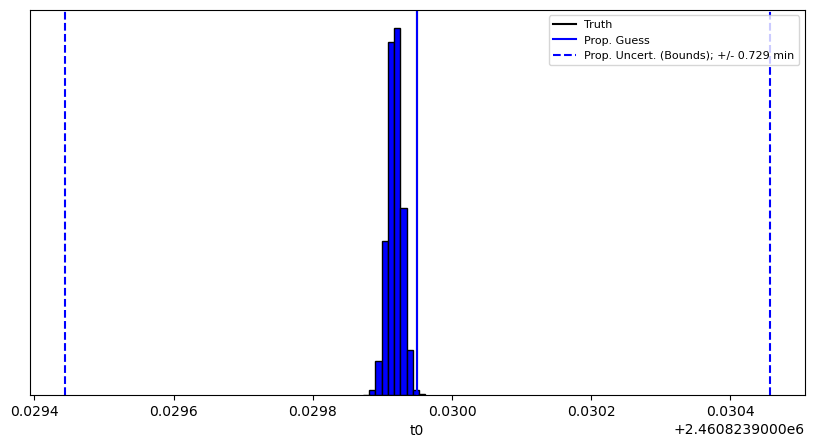 Truth
Prop. Guess
Prop. Uncert. (Bounds); +/- 0.729 min
0.0294 0.0296 0.0298 0.0300 0.0302 0.0304
t0
+2.4608239000e6